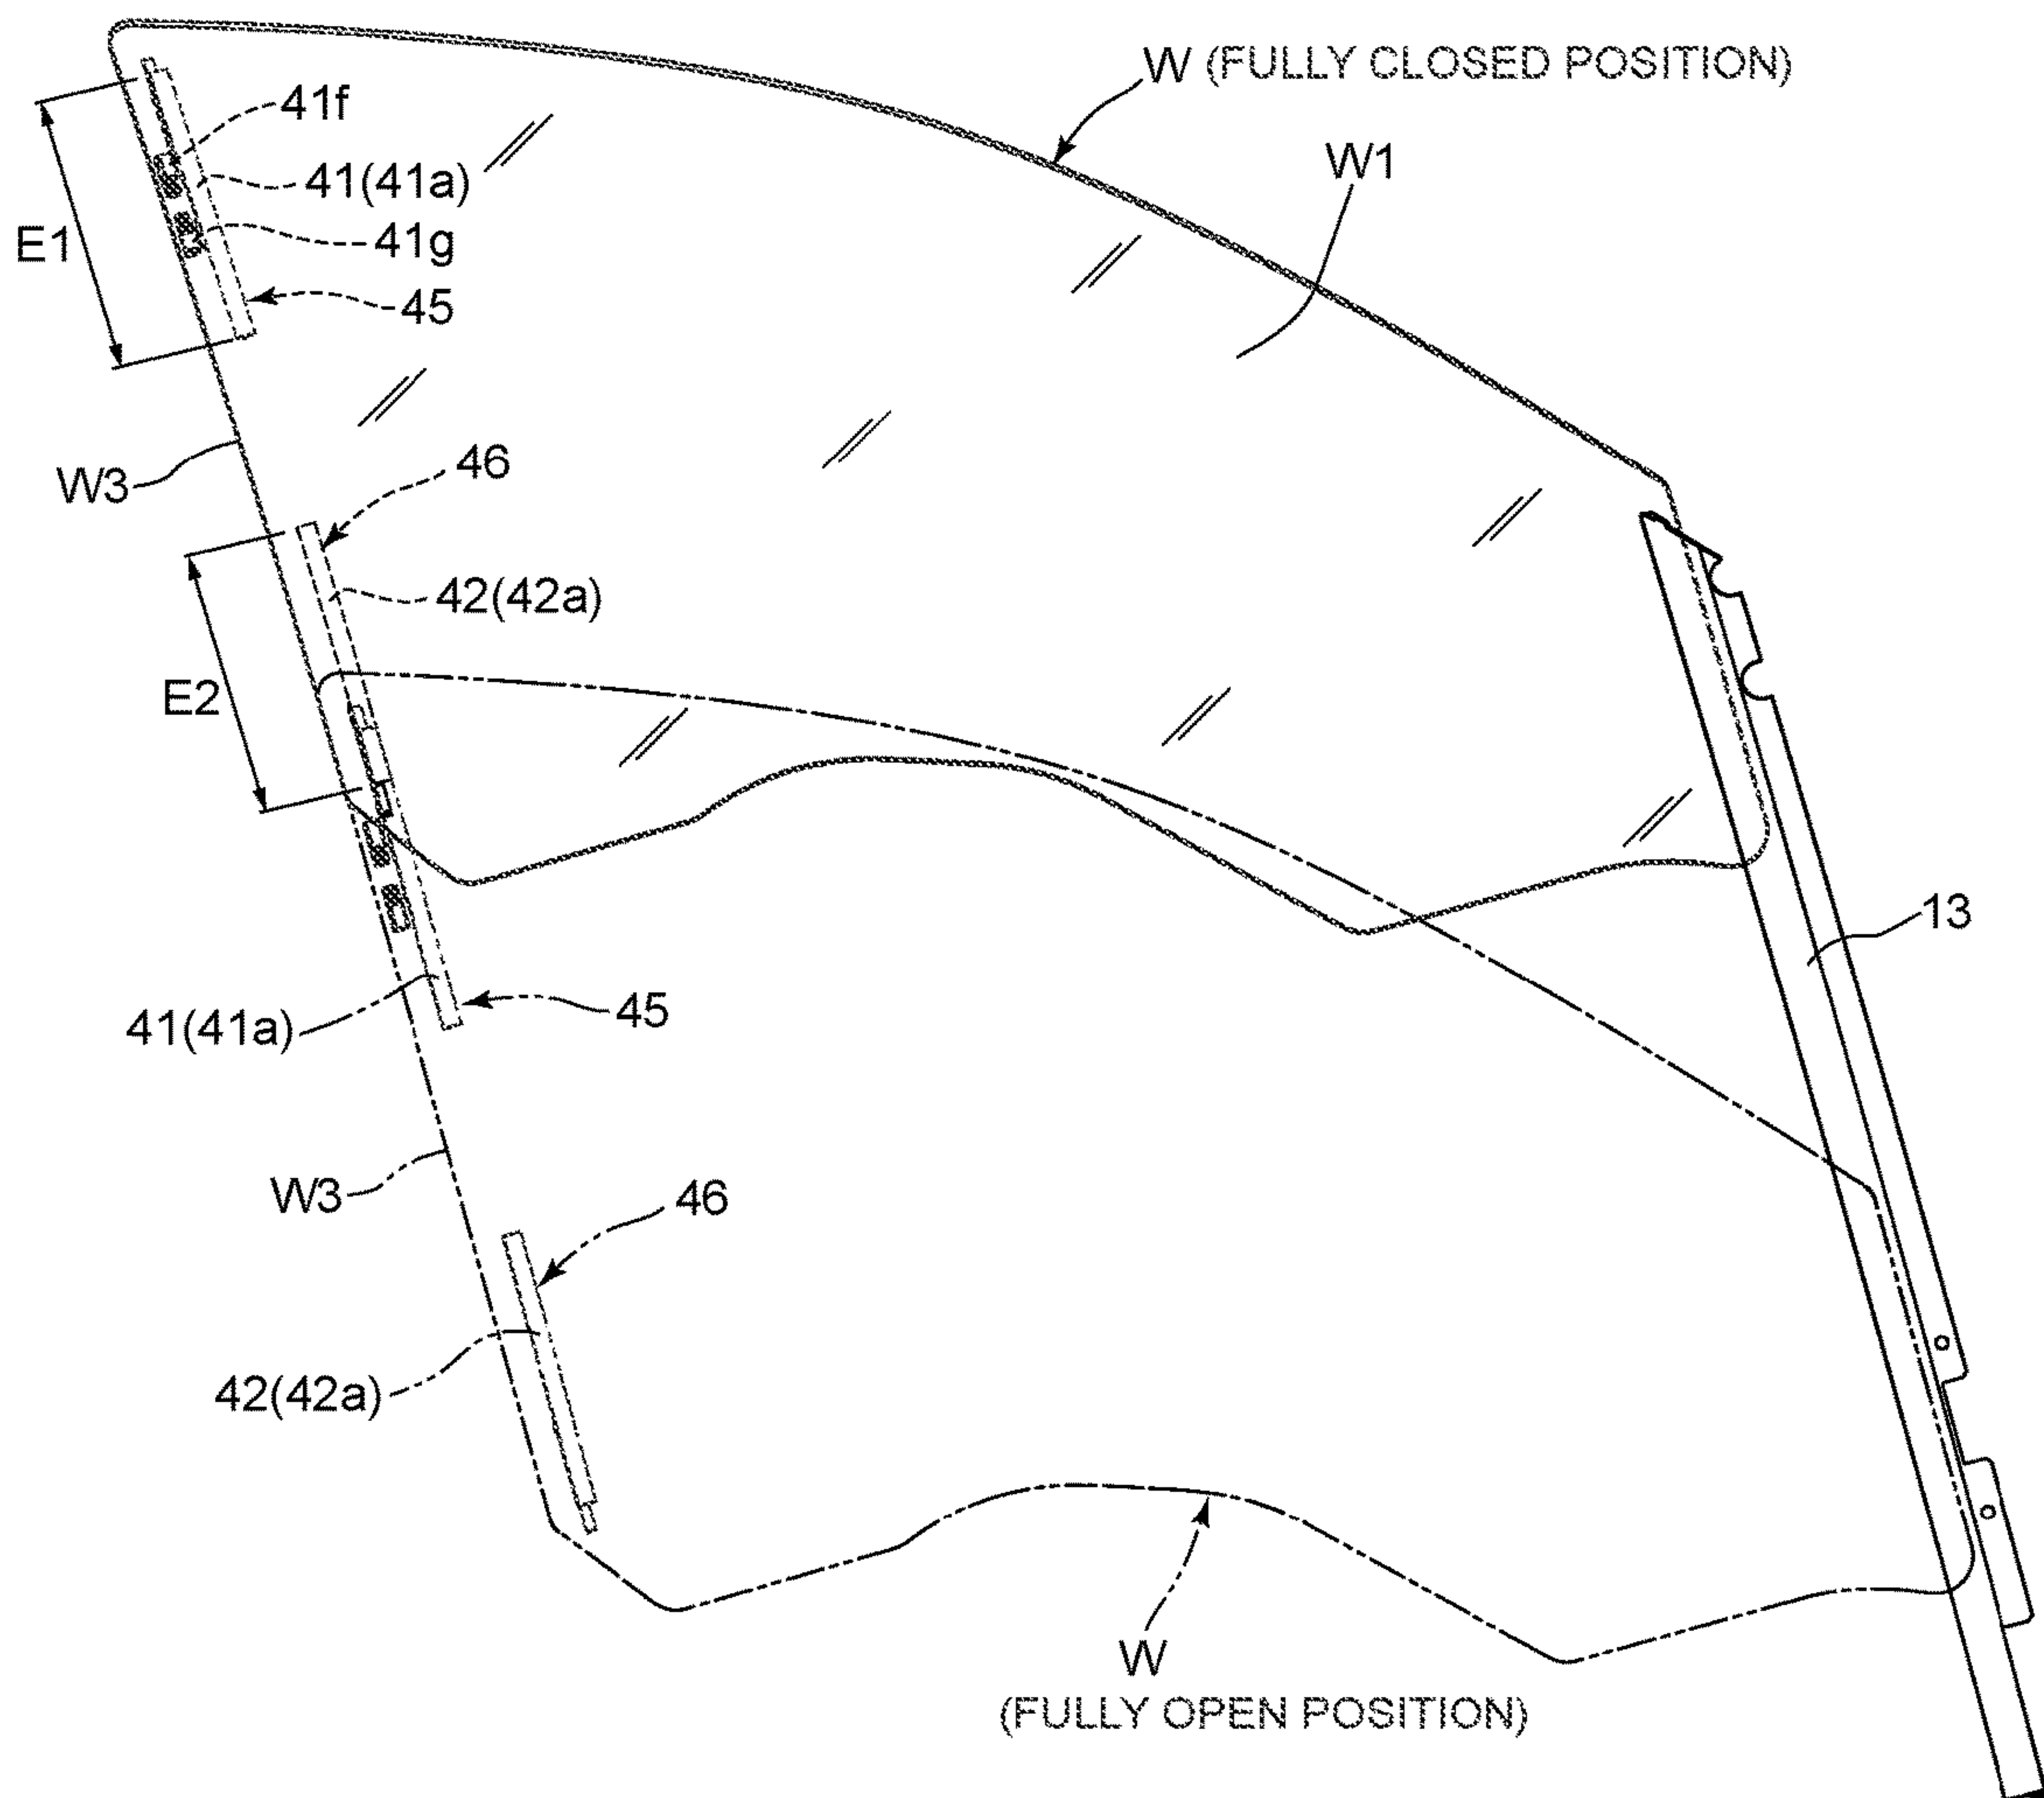 W (FULLY CLOSED POSITION)
41f
W1
41(41a)
E1
41g
45
46
W3
42(42a)
E2
13
45
41(41a)
W3
46
42(42a)
W
(FULLY OPEN POSITION)